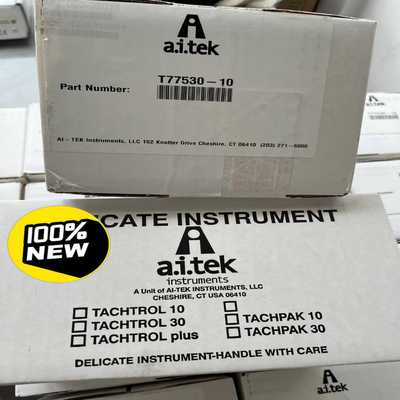 a.i.tek
Part Number: T77530-10
AI-TEK Instruments, LLC 152 Knotter Drive Cheshire, CT 06410 (203) 271-6000
DELICATE INSTRUMENT
100%
NEW
a.i.tek
instruments
A Unit of AI-TEK INSTRUMENTS, LLC
CHESHIRE, CT USA 06410
TACHTROL 10
TACHTROL 30 TACHPAK 10
TACHTROL plus TACHPAK 30
DELICATE INSTRUMENT-HANDLE WITH CARE
a.i.tek